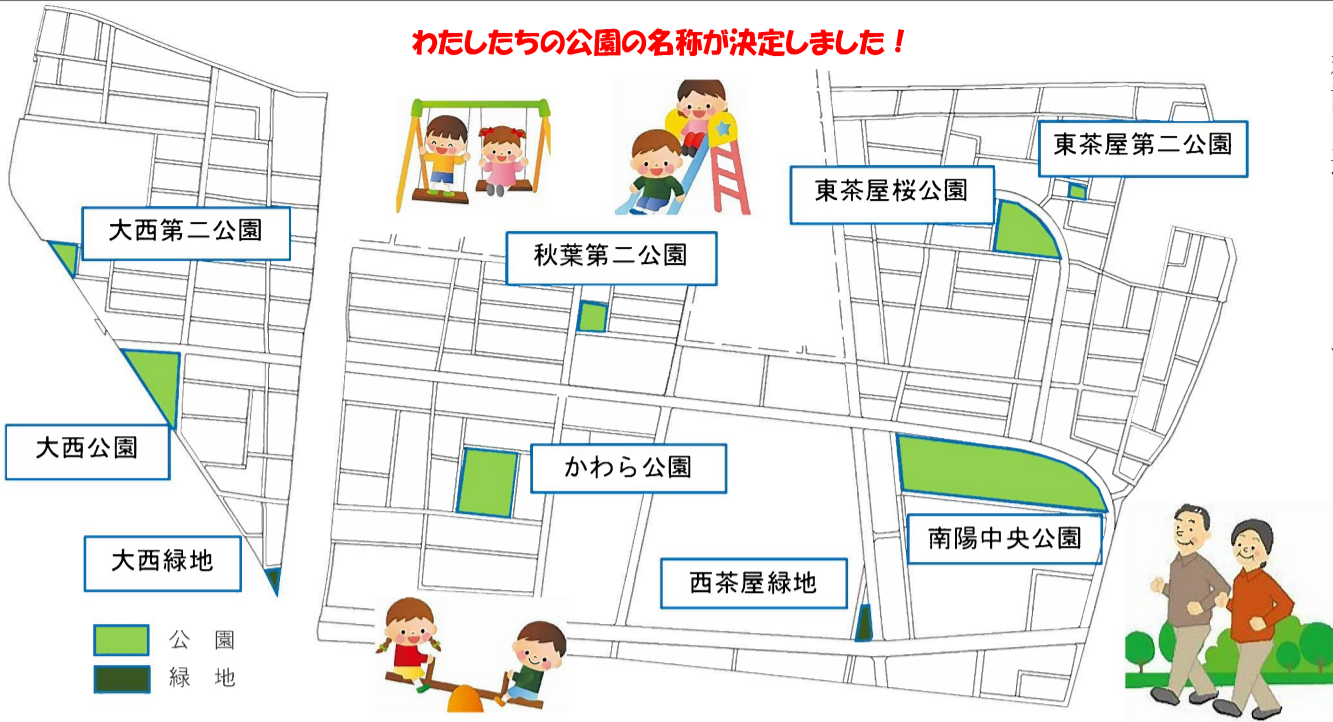 わたしたちの公園の名称が決定しました！
東茶屋第二公園
東茶屋桜公園
大西第二公園
秋葉第二公園
大西公園
かわら公園
南陽中央公園
大西緑地
西茶屋緑地
公　園
緑　地